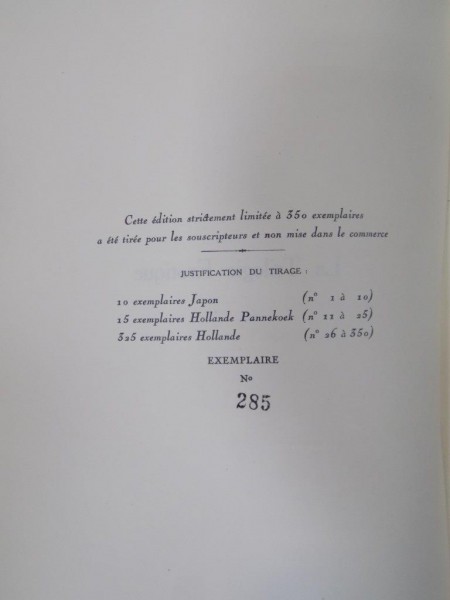 Cette édition strictement limitée à 350 exemplaires
a été tirée pour les souscripteurs et non mise dans le commerce
JUSTIFICATION DU TIRAGE :
10 exemplaires Japon (n° 1 à 10)
15 exemplaires Hollande Pannekoek (n° 11 à 25)
325 exemplaires Hollande (n° 26 à 350)
EXEMPLAIRE
No
285